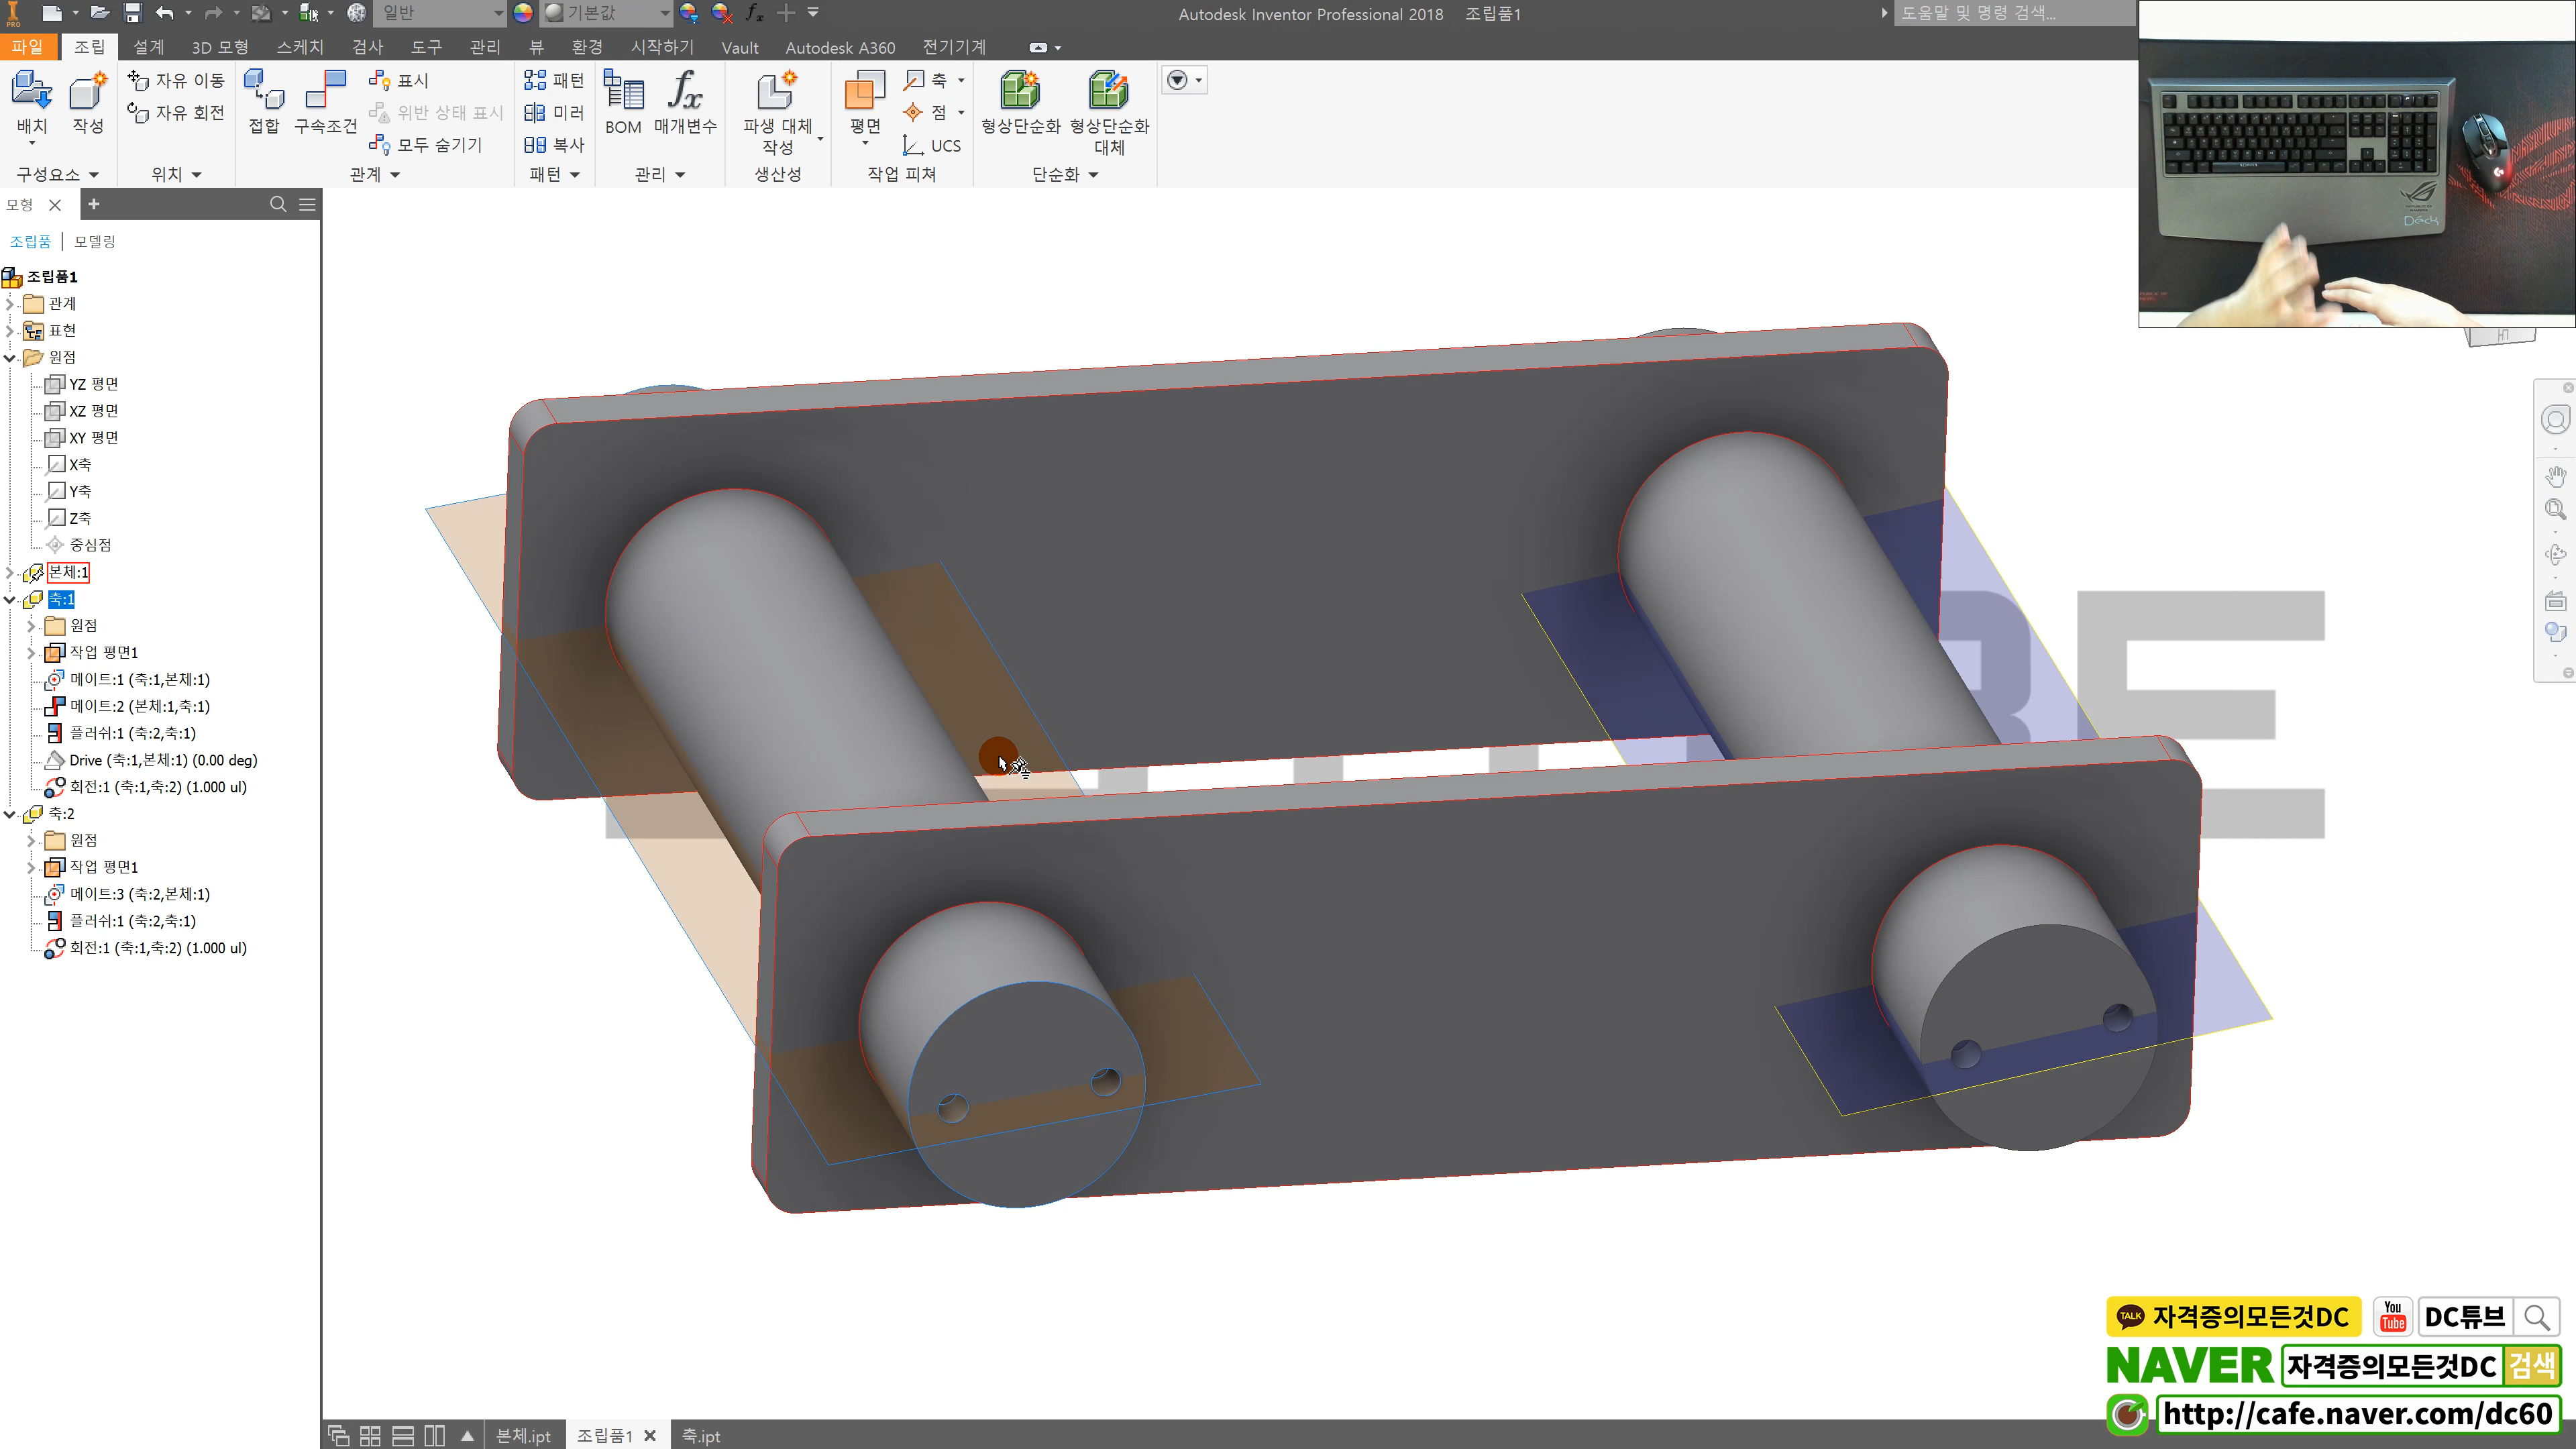 PRO 일반 기본값 Autodesk Inventor Professional 2018 조립품1 도움말 및 명령 검색...
파일 조립 설계 3D 모형 스케치 검사 도구 관리 뷰 환경 시작하기 Vault Autodesk A360 전기기계
배치 작성 자유 이동 자유 회전 접합 구속조건 표시 위반 상태 표시 모두 숨기기 패턴 미러 복사 BOM 매개변수 파생 대체 작성 평면 축 점 UCS 형상단순화 형상단순화 대체
구성요소 위치 관계 패턴 관리 생산성 작업 피쳐 단순화
모형
조립품 | 모델링
조립품1
관계
표현
원점
YZ 평면
XZ 평면
XY 평면
X축
Y축
Z축
중심점
본체:1
축:1
원점
작업 평면1
메이트:1 (축:1,본체:1)
메이트:2 (본체:1,축:1)
플러쉬:1 (축:2,축:1)
Drive (축:1,본체:1) (0.00 deg)
회전:1 (축:1,축:2) (1.000 ul)
축:2
원점
작업 평면1
메이트:3 (축:2,본체:1)
플러쉬:1 (축:2,축:1)
회전:1 (축:1,축:2) (1.000 ul)
Deck
TALK 자격증의모든것DC You Tube DC튜브
NAVER 자격증의모든것DC 검색
http://cafe.naver.com/dc60
본체.ipt 조립품1 축.ipt